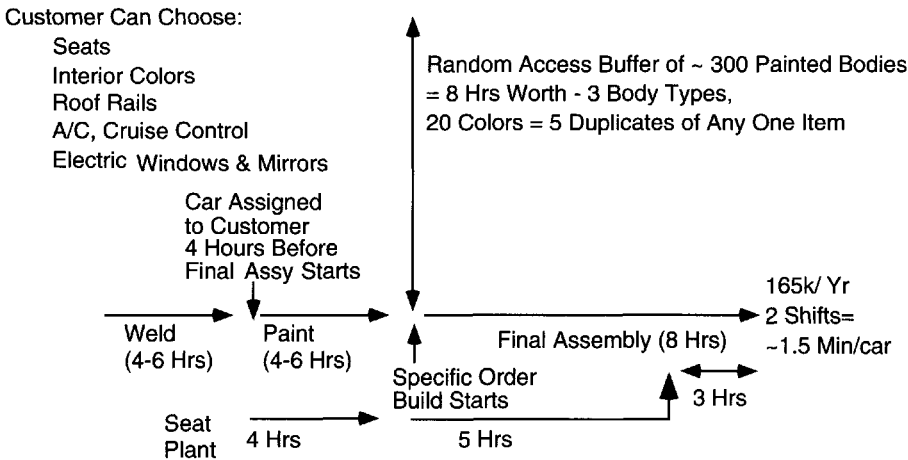 Customer Can Choose:
Seats
Interior Colors
Roof Rails
A/C, Cruise Control
Electric Windows & Mirrors
Random Access Buffer of ~ 300 Painted Bodies
= 8 Hrs Worth - 3 Body Types,
20 Colors = 5 Duplicates of Any One Item
Car Assigned
to Customer
4 Hours Before
Final Assy Starts
Weld
(4-6 Hrs)
Paint
(4-6 Hrs)
Final Assembly (8 Hrs)
165k/ Yr
2 Shifts=
~1.5 Min/car
Specific Order
Build Starts
3 Hrs
Seat
Plant
4 Hrs
5 Hrs